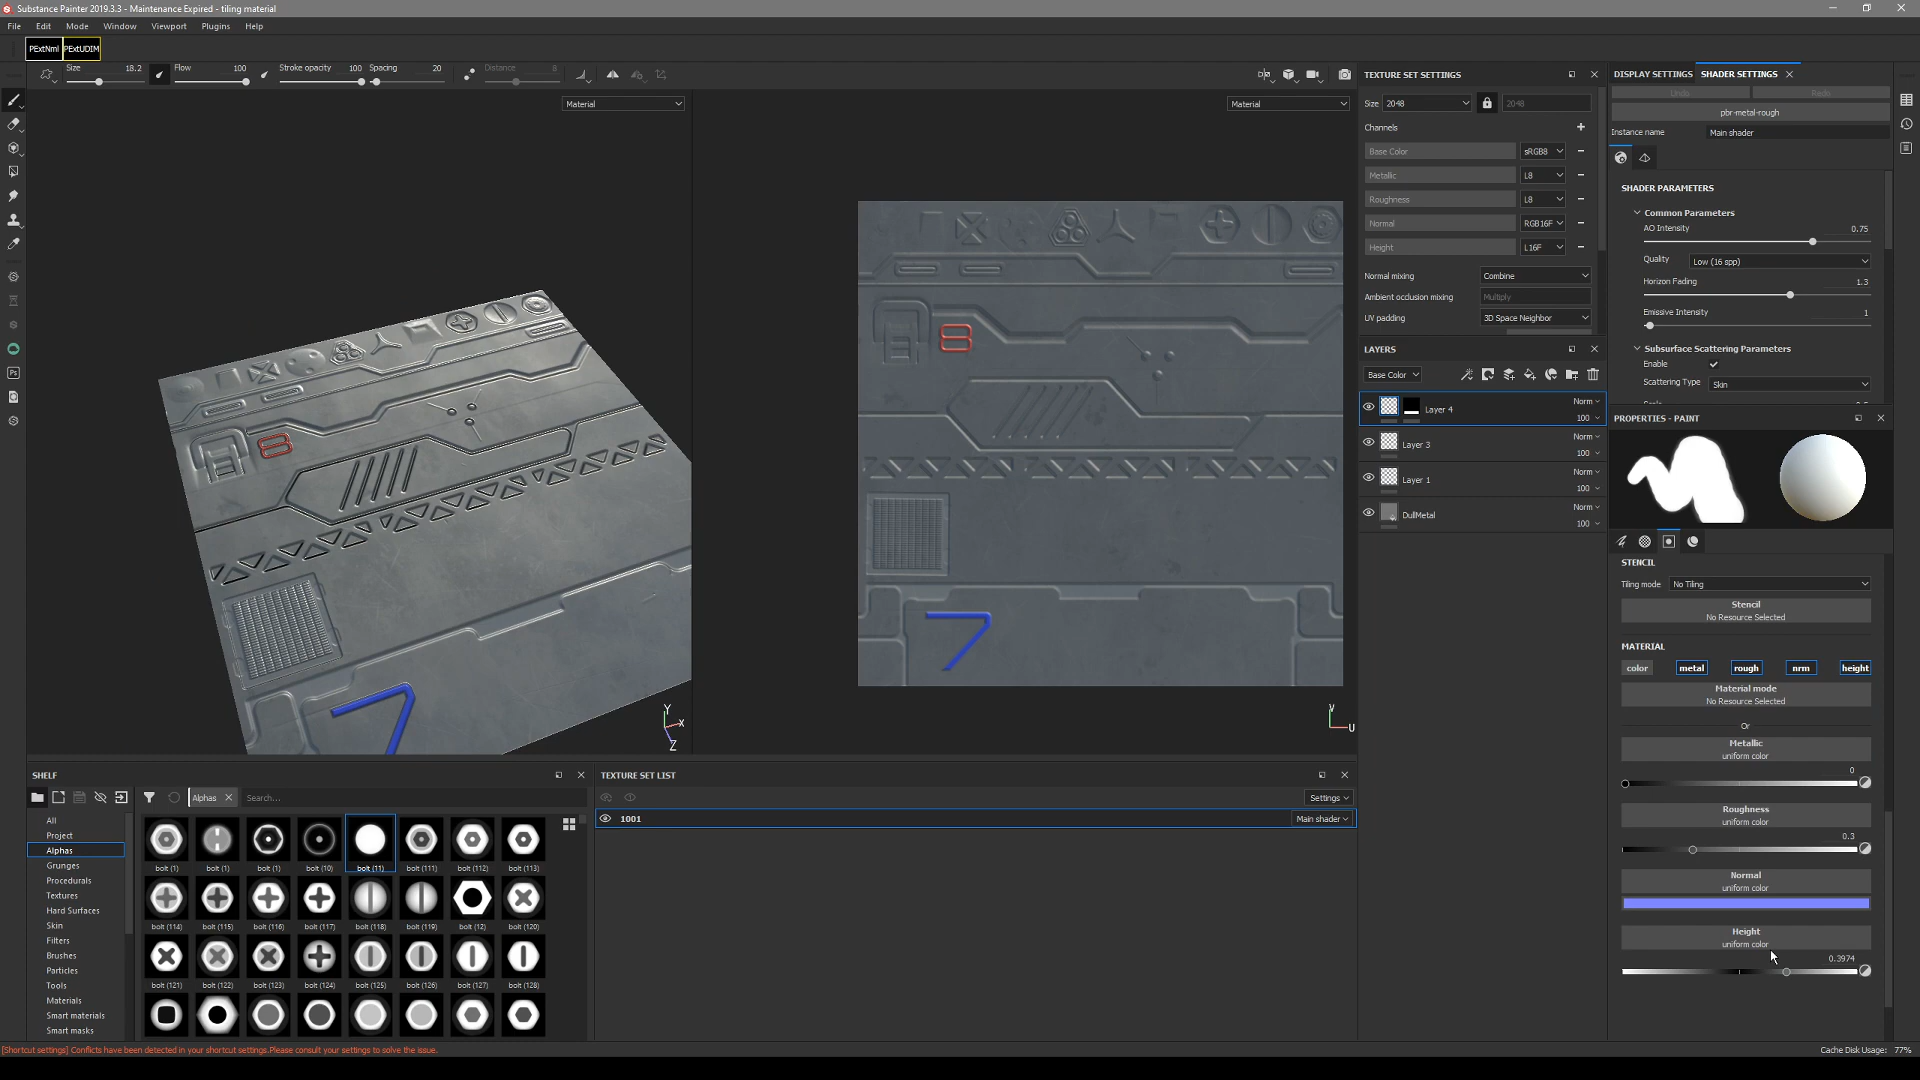 Substance Painter 2019.3.3 - Maintenance Expired - tiling material
File Edit Mode Window Viewport Plugins Help
PExtNml PExtUDIM
Size 18.2 Flow 100 Stroke opacity 100 Spacing 20 Distance 8
Material
Material
8
7
7
Y
X
Z
V
U
TEXTURE SET SETTINGS
Size 2048 2048
Channels
Base Color sRGB8
Metallic L8
Roughness L8
Normal RGB16F
Height L16F
Normal mixing Combine
Ambient occlusion mixing Multiply
UV padding 3D Space Neighbor
LAYERS
Base Color
Layer 4 Norm 100
Layer 3 Norm 100
Layer 1 Norm 100
DullMetal Norm 100
DISPLAY SETTINGS SHADER SETTINGS
Undo Redo
pbr-metal-rough
Instance name Main shader
SHADER PARAMETERS
Common Parameters
AO Intensity 0.75
Quality Low (16 spp)
Horizon Fading 1.3
Emissive Intensity 1
Subsurface Scattering Parameters
Enable
Scattering Type Skin
PROPERTIES - PAINT
STENCIL
Tiling mode No Tiling
Stencil
No Resource Selected
MATERIAL
color metal rough nrm height
Material mode
No Resource Selected
Or
Metallic
uniform color
0
Roughness
uniform color
0.3
Normal
uniform color
Height
uniform color
0.3974
SHELF
Alphas Search...
All
Project
Alphas
Grunges
Procedurals
Textures
Hard Surfaces
Skin
Filters
Brushes
Particles
Tools
Materials
Smart materials
Smart masks
bolt (1) bolt (1) bolt (1) bolt (10) bolt (11) bolt (111) bolt (112) bolt (113)
bolt (114) bolt (115) bolt (116) bolt (117) bolt (118) bolt (119) bolt (12) bolt (120)
bolt (121) bolt (122) bolt (123) bolt (124) bolt (125) bolt (126) bolt (127) bolt (128)
TEXTURE SET LIST
Settings
1001 Main shader
[Shortcut settings] Conflicts have been detected in your shortcut settings.Please consult your settings to solve the issue.
Cache Disk Usage: 77%